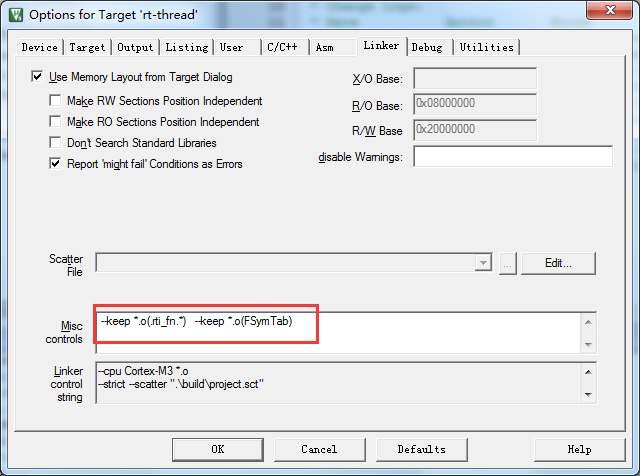 Options for Target 'rt-thread'
Device Target Output Listing User C/C++ Asm Linker Debug Utilities
Use Memory Layout from Target Dialog
Make RW Sections Position Independent
Make RO Sections Position Independent
Don't Search Standard Libraries
Report 'might fail' Conditions as Errors
X/O Base:
R/O Base: 0x08000000
R/W Base 0x20000000
disable Warnings:
Scatter
File
... Edit...
Misc
controls
--keep *.o(.rti_fn.*) --keep *.o(FSymTab)
Linker
control
string
--cpu Cortex-M3 *.o
--strict --scatter ".\build\project.sct"
OK Cancel Defaults Help